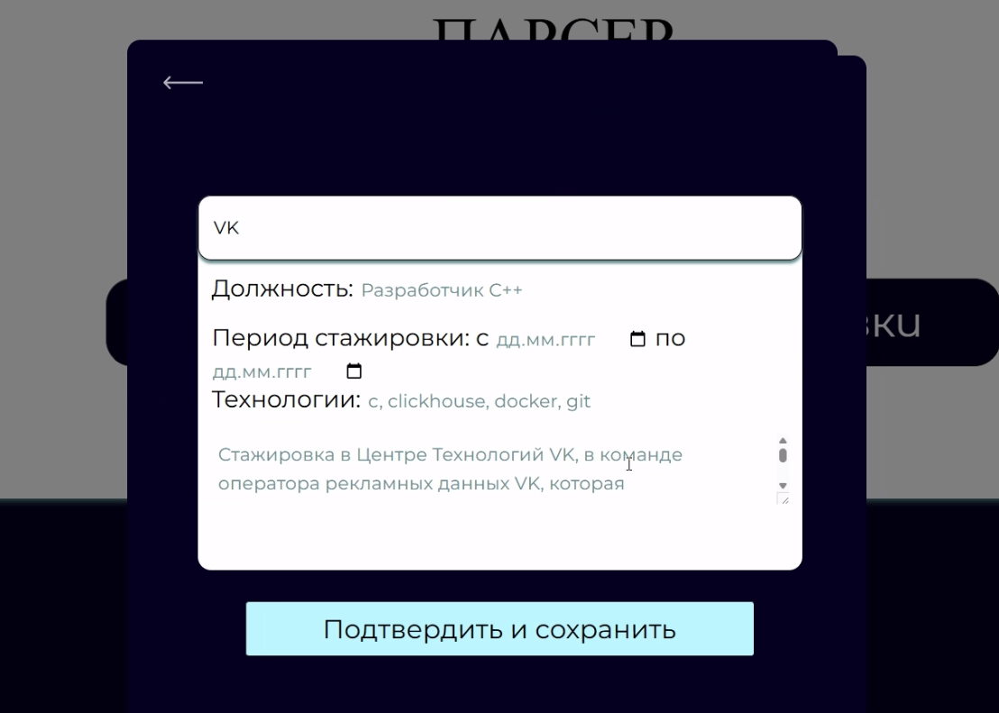 ПАРСЕР
VK
Должность: Разработчик C++
Период стажировки: с дд.мм.гггг по
дд.мм.гггг
Технологии: c, clickhouse, docker, git
Стажировка в Центре Технологий VK, в команде
оператора рекламных данных VK, которая
Подтвердить и сохранить